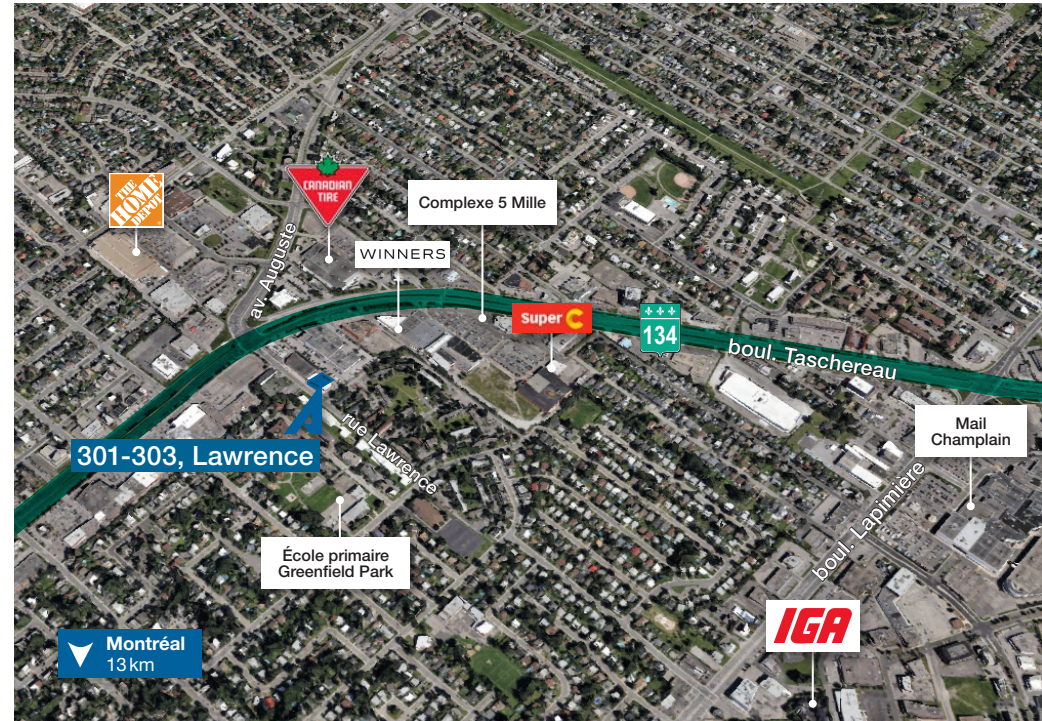 THE
HOME
DEPOT
CANADIAN
TIRE
Complexe 5 Mille
WINNERS
av. Auguste
Super C
134
boul. Taschereau
301-303, Lawrence
rue Lawrence
Mail
Champlain
boul. Lapimière
École primaire
Greenfield Park
IGA
Montréal
13 km